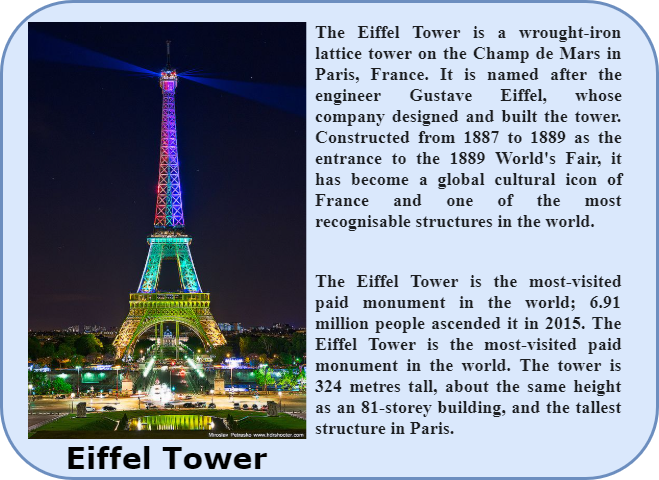 The Eiffel Tower is a wrought-iron
lattice tower on the Champ de Mars in
Paris, France. It is named after the
engineer Gustave Eiffel, whose
company designed and built the tower.
Constructed from 1887 to 1889 as the
entrance to the 1889 World's Fair, it
has become a global cultural icon of
France and one of the most
recognisable structures in the world.
The Eiffel Tower is the most-visited
paid monument in the world; 6.91
million people ascended it in 2015. The
Eiffel Tower is the most-visited paid
monument in the world. The tower is
324 metres tall, about the same height
as an 81-storey building, and the tallest
structure in Paris.
Miroslav Petrasko www.hdrshooter.com
Eiffel Tower